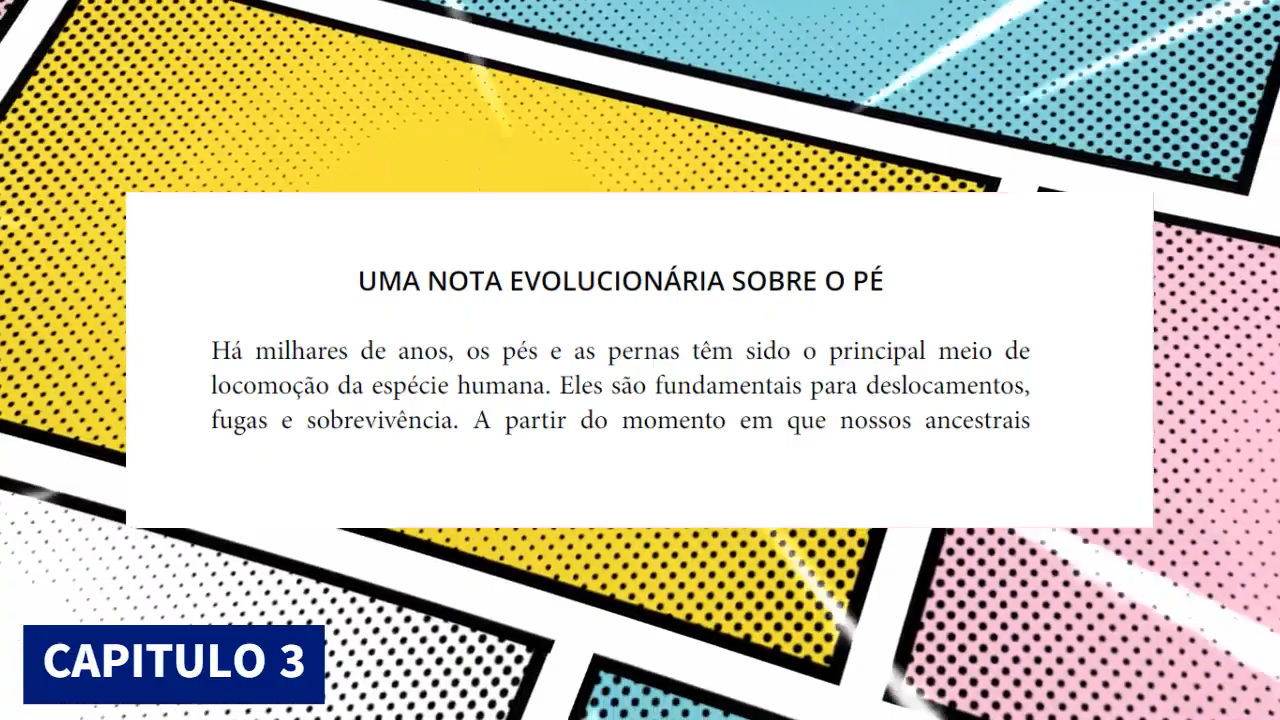 UMA NOTA EVOLUCIONÁRIA SOBRE O PÉ
Há milhares de anos, os pés e as pernas têm sido o principal meio de
locomoção da espécie humana. Eles são fundamentais para deslocamentos,
fugas e sobrevivência. A partir do momento em que nossos ancestrais
CAPITULO 3